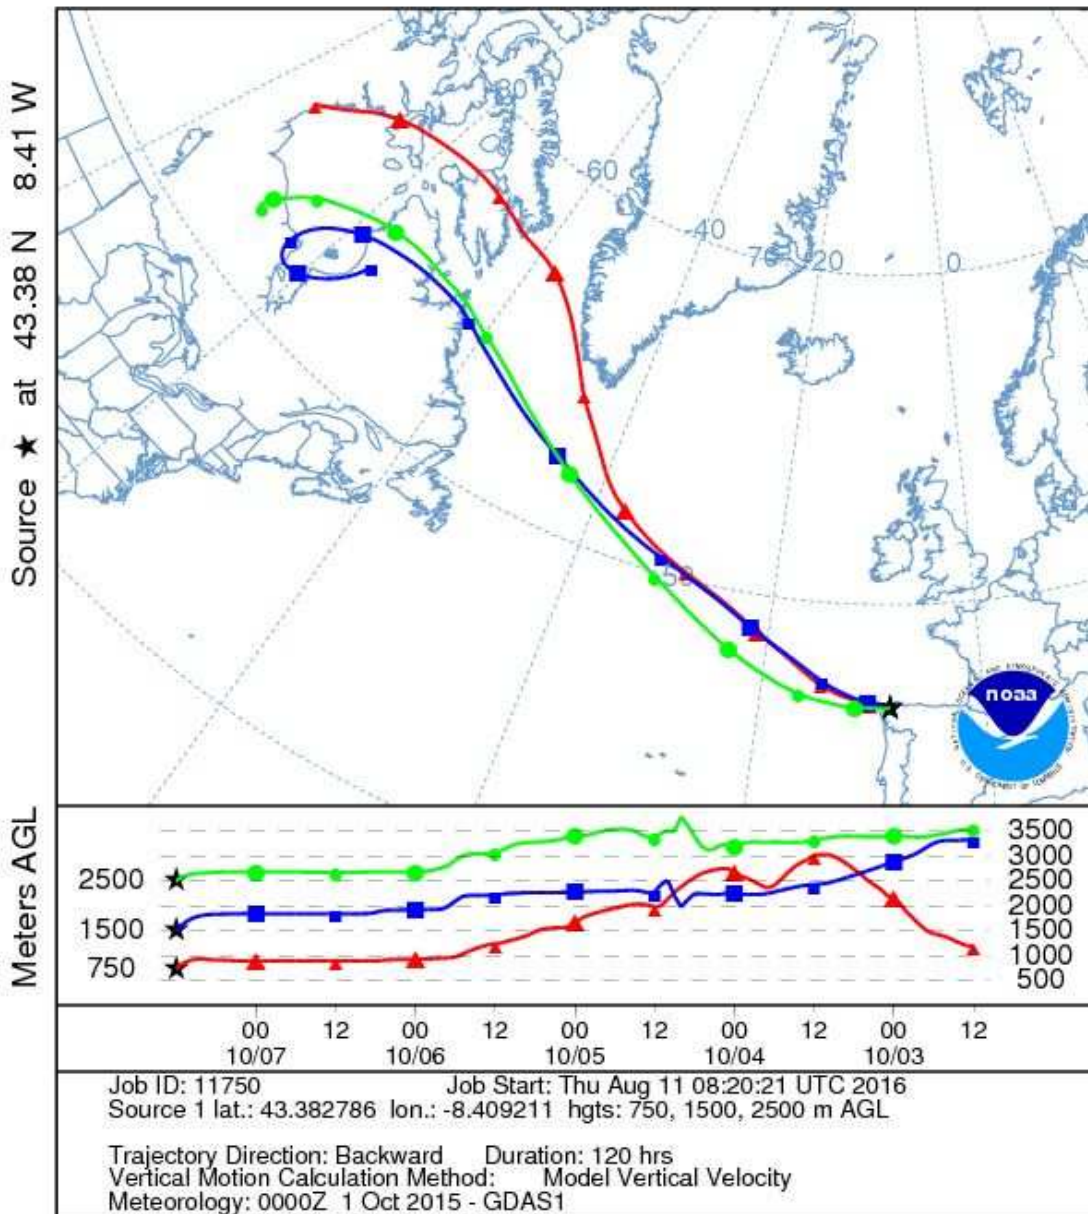 Source ★ at 43.38 N 8.41 W
80
-60
-40
70
-20
0
50
noaa
Meters AGL
3500
3000
2500
2500
2000
1500
1500
1000
750
500
00 12 00 12 00 12 00 12 00 12
10/07 10/06 10/05 10/04 10/03
Job ID: 11750 Job Start: Thu Aug 11 08:20:21 UTC 2016
Source 1 lat.: 43.382786 lon.: -8.409211 hgts: 750, 1500, 2500 m AGL
Trajectory Direction: Backward Duration: 120 hrs
Vertical Motion Calculation Method: Model Vertical Velocity
Meteorology: 0000Z 1 Oct 2015 - GDAS1